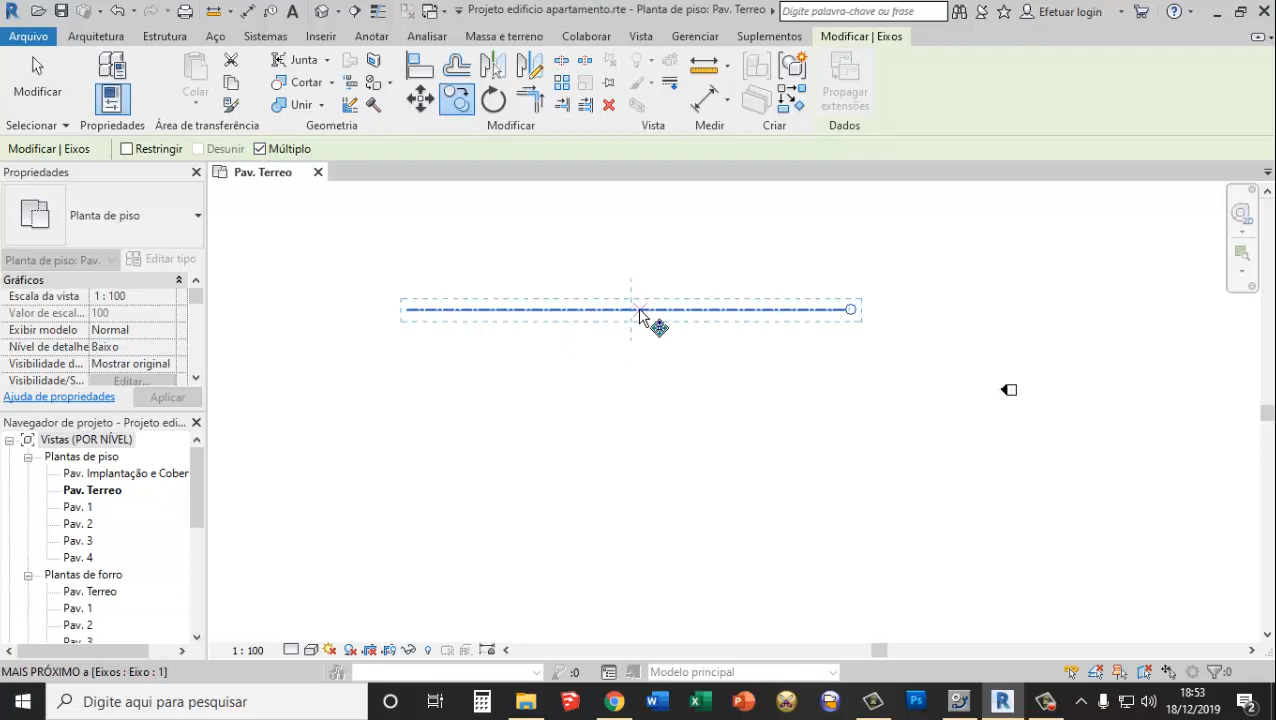 Projeto edificio apartamento.rte - Planta de piso: Pav. Terreo
Digite palavra-chave ou frase
Efetuar login
Arquivo Arquitetura Estrutura Aço Sistemas Inserir Anotar Analisar Massa e terreno Colaborar Vista Gerenciar Suplementos Modificar | Eixos
Modificar
Colar
Junta
Cortar
Unir
Propagar
extensões
Selecionar Propriedades Área de transferência Geometria Modificar Vista Medir Criar Dados
Modificar | Eixos Restringir Desunir Múltiplo
Propriedades
Pav. Terreo
Planta de piso
Planta de piso: Pav. Editar tipo
Gráficos
Escala da vista 1 : 100
Valor de escala 100
Exibir modelo Normal
Nível de detalhe Baixo
Visibilidade d... Mostrar original
Visibilidade/S... Editar...
Ajuda de propriedades Aplicar
Navegador de projeto - Projeto edi...
Vistas (POR NÍVEL)
Plantas de piso
Pav. Implantação e Cober
Pav. Terreo
Pav. 1
Pav. 2
Pav. 3
Pav. 4
Plantas de forro
Pav. Terreo
Pav. 1
Pav. 2
Pav. 3
1 : 100
MAIS PRÓXIMO a [Eixos : Eixo : 1]
:0
Modelo principal
:0
Digite aqui para pesquisar
18:53
18/12/2019
2